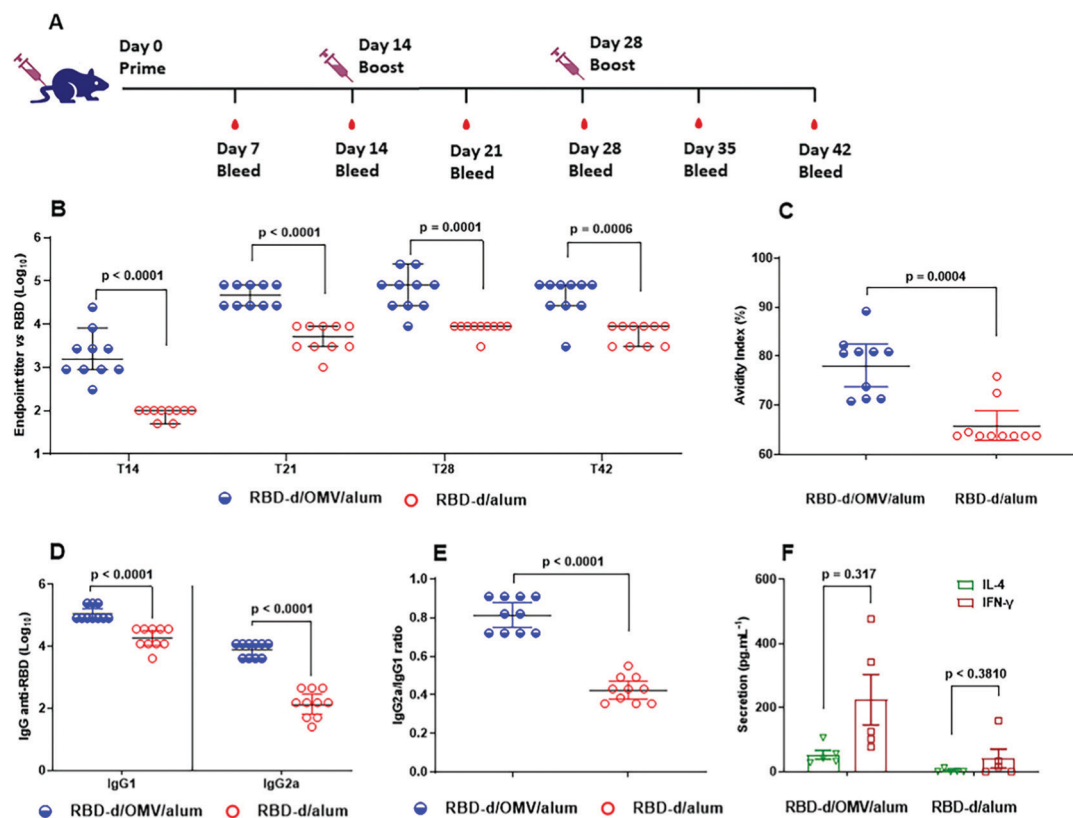 A
Day 0
Prime
Day 14
Boost
Day 28
Boost
Day 7
Bleed
Day 14
Bleed
Day 21
Bleed
Day 28
Bleed
Day 35
Bleed
Day 42
Bleed
B
Endpoint titer vs RBD (Log10)
6
5
4
3
2
1
p < 0.0001
p < 0.0001
p = 0.0001
p = 0.0006
T14
T21
T28
T42
RBD-d/OMV/alum
RBD-d/alum
C
Avidity Index (%)
100
90
80
70
60
p = 0.0004
RBD-d/OMV/alum
RBD-d/alum
D
IgG anti-RBD (Log10)
6
4
2
0
p < 0.0001
p < 0.0001
IgG1
IgG2a
RBD-d/OMV/alum
RBD-d/alum
E
IgG2a/IgG1 ratio
1.0
0.8
0.6
0.4
0.2
0.0
p < 0.0001
RBD-d/OMV/alum
RBD-d/alum
F
Secretion (pg.mL-1)
600
400
200
0
IL-4
IFN-γ
p = 0.317
p < 0.3810
RBD-d/OMV/alum
RBD-d/alum